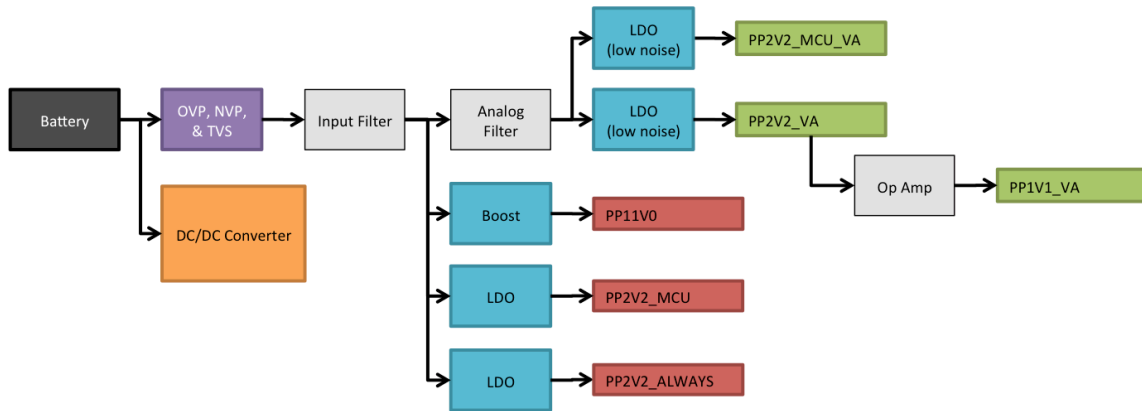 LDO
(low noise)
PP2V2_MCU_VA
Battery
OVP, NVP,
& TVS
Input Filter
Analog
Filter
LDO
(low noise)
PP2V2_VA
Op Amp
PP1V1_VA
DC/DC Converter
Boost
PP11V0
LDO
PP2V2_MCU
LDO
PP2V2_ALWAYS